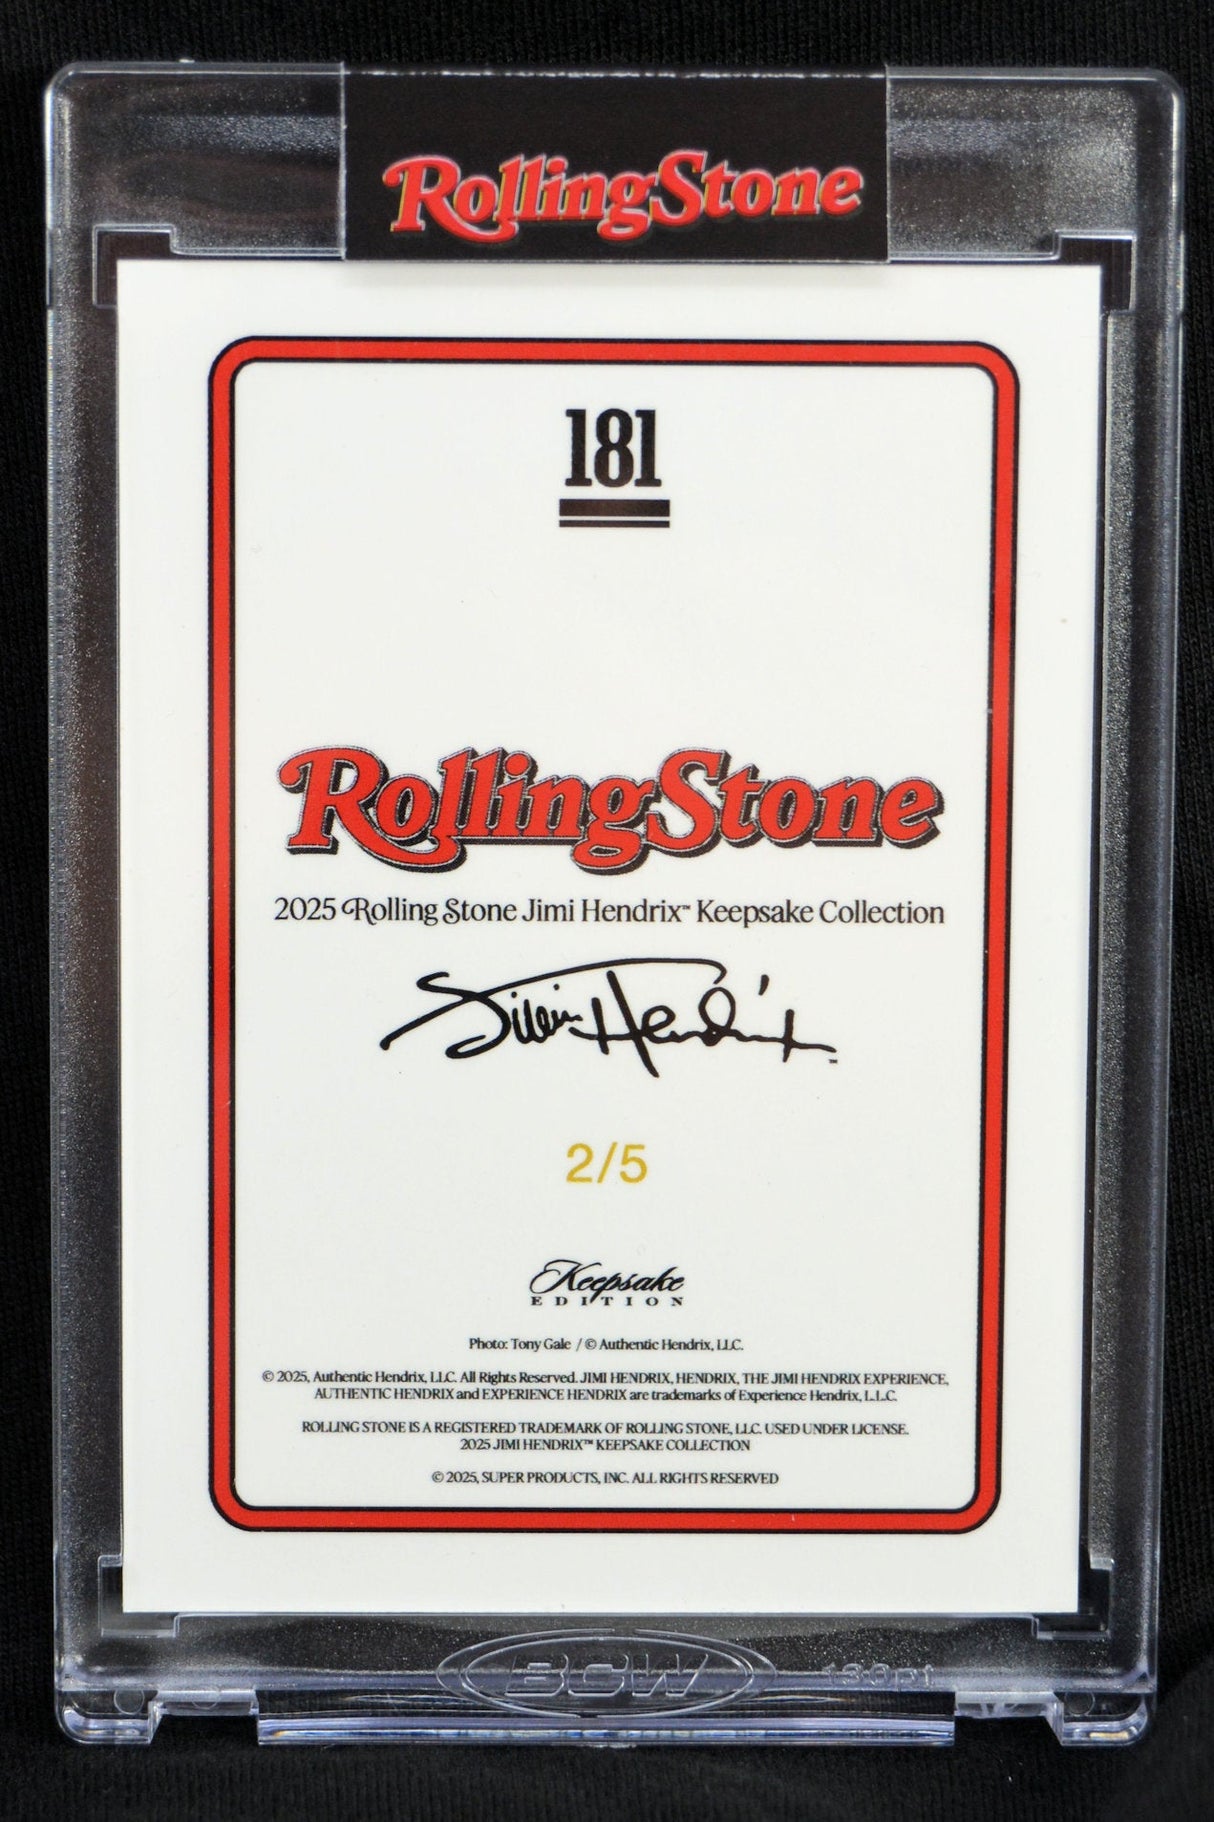 RollingStone
181
RollingStone
2025 Rolling Stone Jimi Hendrix™ Keepsake Collection
Jimi Hendrix™
2/5
Keepsake
EDITION
Photo: Tony Gale / © Authentic Hendrix, LLC.
© 2025, Authentic Hendrix, LLC. All Rights Reserved. JIMI HENDRIX, HENDRIX, THE JIMI HENDRIX EXPERIENCE,
AUTHENTIC HENDRIX and EXPERIENCE HENDRIX are trademarks of Experience Hendrix, L.L.C.
ROLLING STONE IS A REGISTERED TRADEMARK OF ROLLING STONE, LLC. USED UNDER LICENSE.
2025 JIMI HENDRIX™ KEEPSAKE COLLECTION
© 2025, SUPER PRODUCTS, INC. ALL RIGHTS RESERVED
BCW 130pt